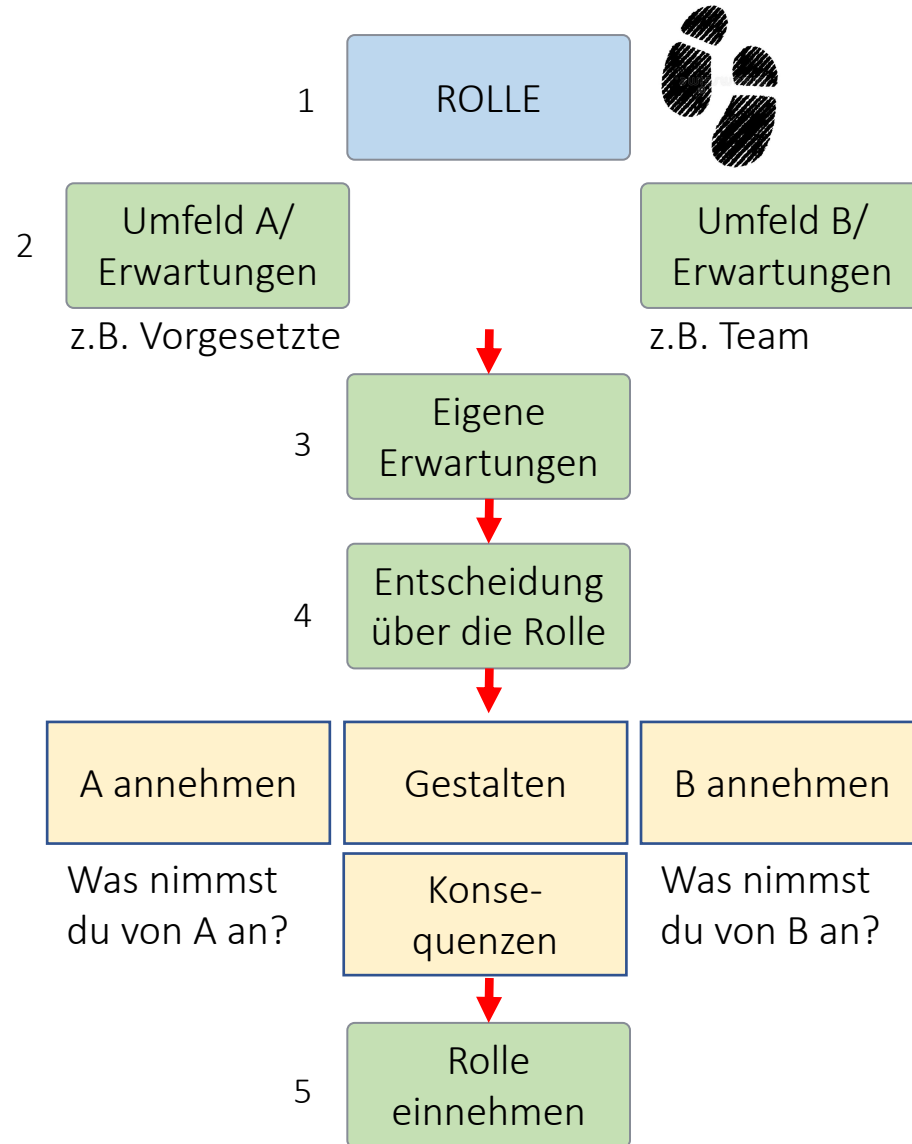 1
ROLLE
2
Umfeld A/
Erwartungen
z.B. Vorgesetzte
Umfeld B/
Erwartungen
z.B. Team
3
Eigene
Erwartungen
4
Entscheidung
über die Rolle
A annehmen
Gestalten
B annehmen
Was nimmst
du von A an?
Konse-
quenzen
Was nimmst
du von B an?
5
Rolle
einnehmen